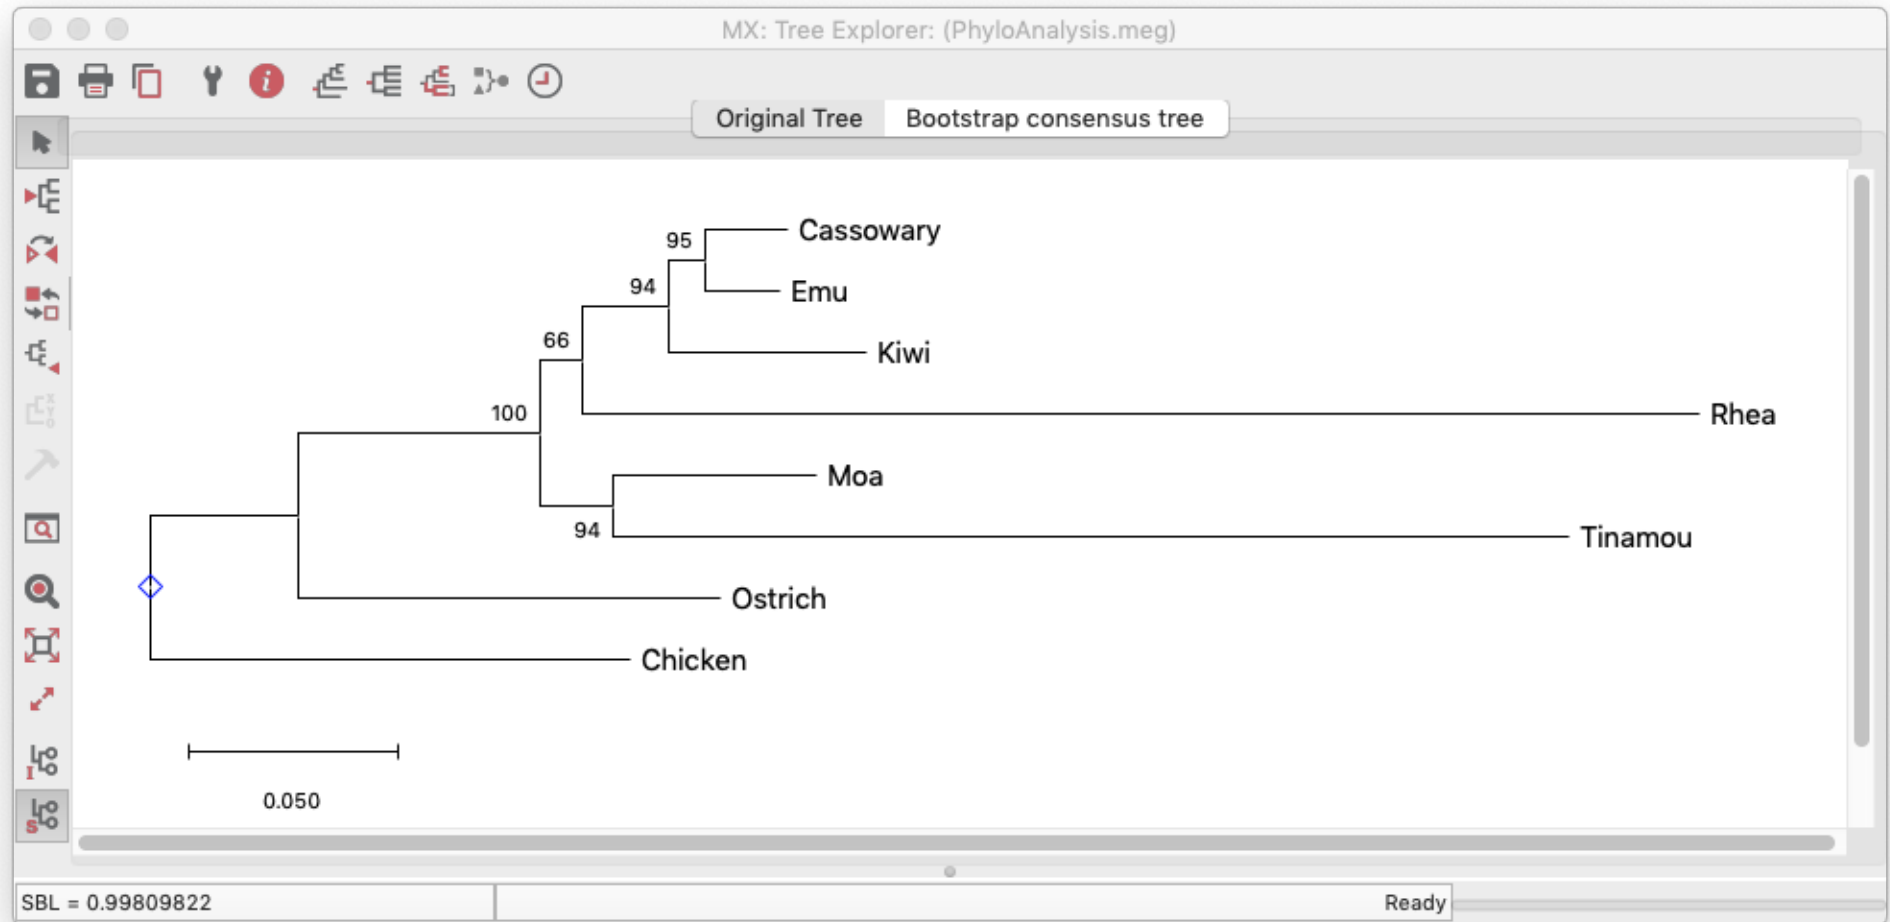 MX: Tree Explorer: (PhyloAnalysis.meg)
Original Tree
Bootstrap consensus tree
95
Cassowary
94
Emu
66
Kiwi
100
Rhea
Moa
94
Tinamou
Ostrich
Chicken
0.050
SBL = 0.99809822
Ready